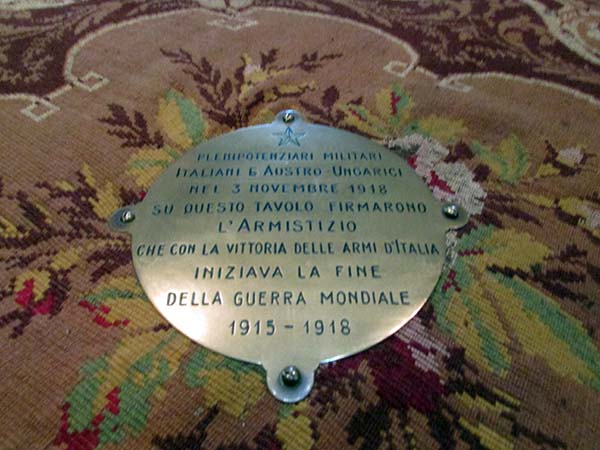 PLENIPOTENZIARI MILITARI
ITALIANI E AUSTRO-UNGARICI
NEL 3 NOVEMBRE 1918
SU QUESTO TAVOLO FIRMARONO
L'ARMISTIZIO
CHE CON LA VITTORIA DELLE ARMI D'ITALIA
INIZIAVA LA FINE
DELLA GUERRA MONDIALE
1915 - 1918